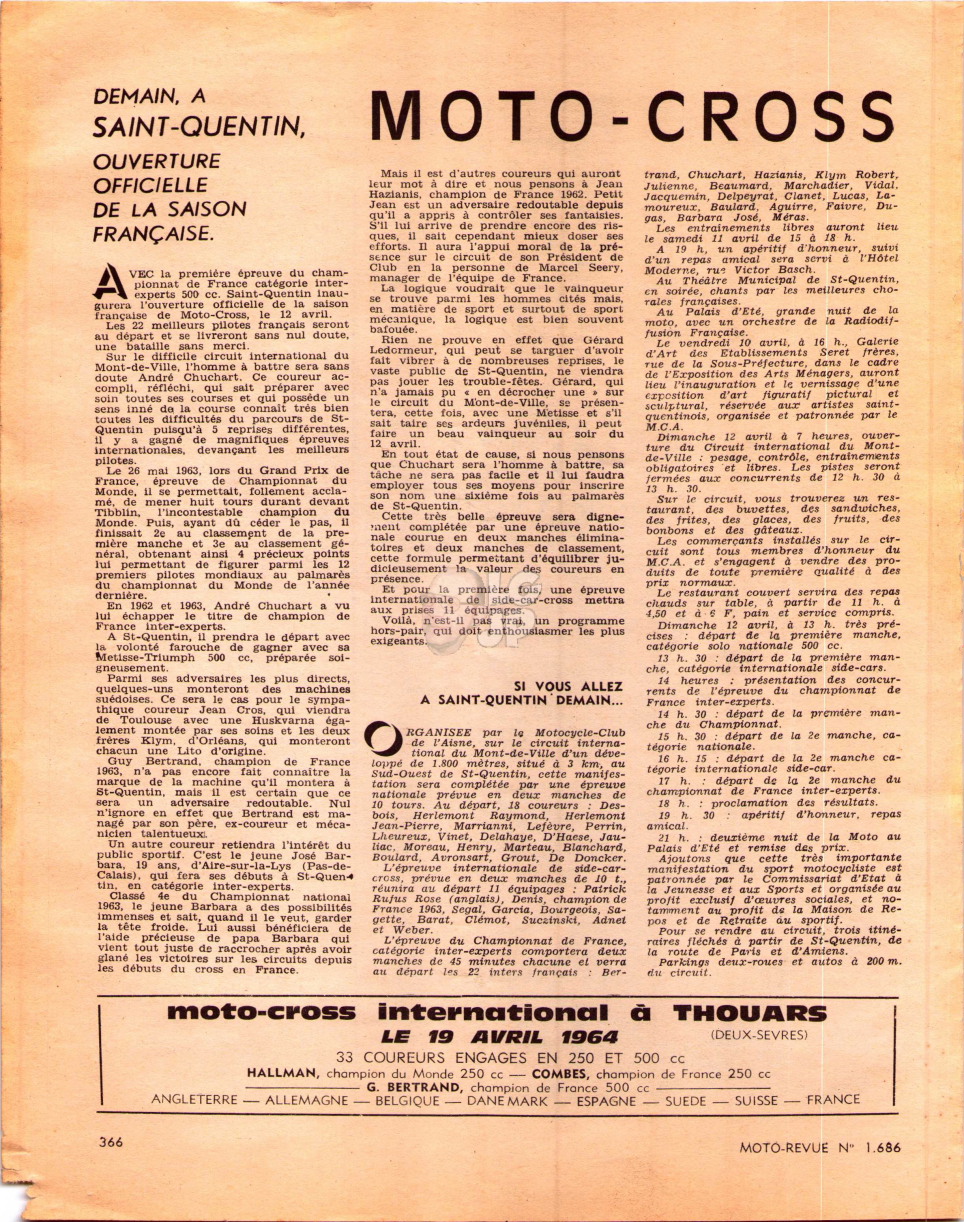 DEMAIN, A
SAINT-QUENTIN,
OUVERTURE
OFFICIELLE
DE LA SAISON
FRANÇAISE.
MOTO-CROSS
AVEC la première épreuve du cham-
pionnat de France catégorie inter-
experts 500 cc. Saint-Quentin inau-
gurera l'ouverture officielle de la saison
française de Moto-Cross, le 12 avril.
Les 22 meilleurs pilotes français seront
au départ et se livreront sans nul doute,
une bataille sans merci.
Sur le difficile circuit international du
Mont-de-Ville, l'homme à battre sera sans
doute André Chuchart. Ce coureur ac-
compli, réfléchi, qui sait préparer avec
soin toutes ses courses et qui possède un
sens inné de la course connaît très bien
toutes les difficultés du parcours de St-
Quentin puisqu'à 5 reprises différentes,
il y a gagné de magnifiques épreuves
internationales, devançant les meilleurs
pilotes.
Le 26 mai 1963, lors du Grand Prix de
France, épreuve de Championnat du
Monde, il se permettait, follement accla-
mé, de mener huit tours durant devant
Tibblin, l'incontestable champion du
Monde. Puis, ayant dû céder le pas, il
finissait 2e au classement de la pre-
mière manche et 3e au classement gé-
néral, obtenant ainsi 4 précieux points
lui permettant de figurer parmi les 12
premiers pilotes mondiaux au palmarès
du championnat du Monde de l'année
dernière.
En 1962 et 1963, André Chuchart a vu
lui échapper le titre de champion de
France inter-experts.
A St-Quentin, il prendra le départ avec
la volonté farouche de gagner avec sa
Metisse-Triumph 500 cc, préparée soi-
gneusement.
Parmi ses adversaires les plus directs,
quelques-uns monteront des machines
suédoises. Ce sera le cas pour le sympa-
thique coureur Jean Cros, qui viendra
de Toulouse avec une Huskvarna éga-
lement montée par ses soins et les deux
frères Klym, d'Orléans, qui monteront
chacun une Lito d'origine.
Guy Bertrand, champion de France
1963, n'a pas encore fait connaître la
marque de la machine qu'il montera à
St-Quentin, mais il est certain que ce
sera un adversaire redoutable. Nul
n'ignore en effet que Bertrand est ma-
nagé par son père, ex-coureur et méca-
nicien talentueux.
Un autre coureur retiendra l'intérêt du
public sportif. C'est le jeune José Bar-
bara, 19 ans, d'Aire-sur-la-Lys (Pas-de-
Calais), qui fera ses débuts à St-Quen-
tin, en catégorie inter-experts.
Classé 4e du Championnat national
1963, le jeune Barbara a des possibilités
immenses et sait, quand il le veut, garder
la tête froide. Lui aussi bénéficiera de
l'aide précieuse de papa Barbara qui
vient tout juste de raccrocher après avoir
glané les victoires sur les circuits depuis
les débuts du cross en France.
Mais il est d'autres coureurs qui auront
leur mot à dire et nous pensons à Jean
Hazianis, champion de France 1962. Petit
Jean est un adversaire redoutable depuis
qu'il a appris à contrôler ses fantaisies.
S'il lui arrive de prendre encore des ris-
ques, il sait cependant mieux doser ses
efforts. Il aura l'appui moral de la pré-
sence sur le circuit de son Président de
Club en la personne de Marcel Seery,
manager de l'équipe de France.
La logique voudrait que le vainqueur
se trouve parmi les hommes cités mais,
en matière de sport et surtout de sport
mécanique, la logique est bien souvent
bafouée.
Rien ne prouve en effet que Gérard
Ledormeur, qui peut se targuer d'avoir
fait vibrer à de nombreuses reprises, le
vaste public de St-Quentin, ne viendra
pas jouer les trouble-fêtes. Gérard, qui
n'a jamais pu « en décrocher une » sur
le circuit du Mont-de-Ville, se présen-
tera, cette fois, avec une Metisse et s'il
sait taire ses ardeurs juvéniles, il peut
faire un beau vainqueur au soir du
12 avril.
En tout état de cause, si nous pensons
que Chuchart sera l'homme à battre, sa
tâche ne sera pas facile et il lui faudra
employer tous ses moyens pour inscrire
son nom une sixième fois au palmarès
de St-Quentin.
Cette très belle épreuve sera digne-
ment complétée par une épreuve natio-
nale courue en deux manches élimina-
toires et deux manches de classement,
cette formule permettant d'équilibrer ju-
dicieusement la valeur des coureurs en
présence.
Et pour la première fois, une épreuve
internationale de side-car-cross mettra
aux prises 11 équipages.
Voilà, n'est-il pas vrai, un programme
hors-pair, qui doit enthousiasmer les plus
exigeants.
SI VOUS ALLEZ
A SAINT-QUENTIN DEMAIN...
ORGANISEE par le Motocycle-Club
de l'Aisne, sur le circuit interna-
tional du Mont-de-Ville d'un déve-
loppé de 1.800 mètres, situé à 3 km, au
Sud-Ouest de St-Quentin, cette manifes-
tation sera complétée par une épreuve
nationale prévue en deux manches de
10 tours. Au départ, 18 coureurs : Des-
bois, Herlemont Raymond, Herlemont
Jean-Pierre, Marrianni, Lefèvre, Perrin,
Lheureux, Vinet, Delahaye, D'Haese, Jau-
liac, Moreau, Henry, Marteau, Blanchard,
Boulard, Avronsart, Grout, De Doncker.
L'épreuve internationale de side-car-
cross, prévue en deux manches de 10 t.,
réunira au départ 11 équipages : Patrick
Rufus Rose (anglais), Denis, champion de
France 1963, Segal, Garcia, Bourgeois, Sa-
gette, Barat, Clémot, Suczinski, Adnet
et Weber.
L'épreuve du Championnat de France,
catégorie inter-experts comportera deux
manches de 45 minutes chacune et verra
au départ les 22 inters français : Ber-
trand, Chuchart, Hazianis, Klym Robert,
Julienne, Beaumard, Marchadier, Vidal,
Jacquemin, Delpeyrat, Clanet, Lucas, La-
moureux, Baulard, Aguirre, Faivre, Du-
gas, Barbara José, Méras.
Les entraînements libres auront lieu
le samedi 11 avril de 15 à 18 h.
A 19 h, un apéritif d'honneur, suivi
d'un repas amical sera servi à l'Hôtel
Moderne, rue Victor Basch.
Au Théâtre Municipal de St-Quentin,
en soirée, chants par les meilleures cho-
rales françaises.
Au Palais d'Eté, grande nuit de la
moto, avec un orchestre de la Radiodif-
fusion Française.
Le vendredi 10 avril, à 16 h., Galerie
d'Art des Etablissements Seret frères,
rue de la Sous-Préfecture, dans le cadre
de l'Exposition des Arts Ménagers, auront
lieu l'inauguration et le vernissage d'une
exposition d'art figuratif pictural et
sculptural, réservée aux artistes saint-
quentinois, organisée et patronnée par le
M.C.A.
Dimanche 12 avril à 7 heures, ouver-
ture du Circuit international du Mont-
de-Ville : pesage, contrôle, entraînements
obligatoires et libres. Les pistes seront
fermées aux concurrents de 12 h. 30 à
13 h. 30.
Sur le circuit, vous trouverez un res-
taurant, des buvettes, des sandwiches,
des frites, des glaces, des fruits, des
bonbons et des gâteaux.
Les commerçants installés sur le cir-
cuit sont tous membres d'honneur du
M.C.A. et s'engagent à vendre des pro-
duits de toute première qualité à des
prix normaux.
Le restaurant couvert servira des repas
chauds sur table, à partir de 11 h. à
4,50 et à 6 F, pain et service compris.
Dimanche 12 avril, à 13 h. très pré-
cises : départ de la première manche,
catégorie solo nationale 500 cc.
13 h. 30 : départ de la première man-
che, catégorie internationale side-cars.
14 heures : présentation des concur-
rents de l'épreuve du championnat de
France inter-experts.
14 h. 30 : départ de la première man-
che du Championnat.
15 h. 30 : départ de la 2e manche, ca-
tégorie nationale.
16 h. 15 : départ de la 2e manche ca-
tégorie internationale side-car.
17 h. : départ de la 2e manche du
championnat de France inter-experts.
18 h. : proclamation des résultats.
19 h. 30 : apéritif d'honneur, repas
amical.
21 h. : deuxième nuit de la Moto au
Palais d'Eté et remise des prix.
Ajoutons que cette très importante
manifestation du sport motocycliste est
patronnée par le Commissariat d'Etat à
la Jeunesse et aux Sports et organisée au
profit exclusif d'œuvres sociales, et no-
tamment au profit de la Maison de Re-
pos et de Retraite du sportif.
Pour se rendre au circuit, trois itiné-
raires fléchés à partir de St-Quentin, de
la route de Paris et d'Amiens.
Parkings deux-roues et autos à 200 m.
du circuit.
moto-cross international à THOUARS
LE 19 AVRIL 1964 (DEUX-SEVRES)
33 COUREURS ENGAGES EN 250 ET 500 cc
HALLMAN, champion du Monde 250 cc — COMBES, champion de France 250 cc
G. BERTRAND, champion de France 500 cc
ANGLETERRE — ALLEMAGNE — BELGIQUE — DANEMARK — ESPAGNE — SUEDE — SUISSE — FRANCE
366
MOTO-REVUE N° 1.686